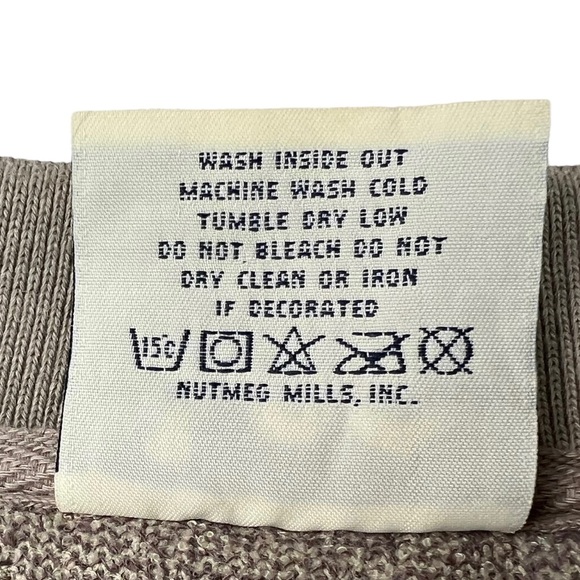 WASH INSIDE OUT
MACHINE WASH COLD
TUMBLE DRY LOW
DO NOT BLEACH DO NOT
DRY CLEAN OR IRON
IF DECORATED
15°C
NUTMEG MILLS, INC.